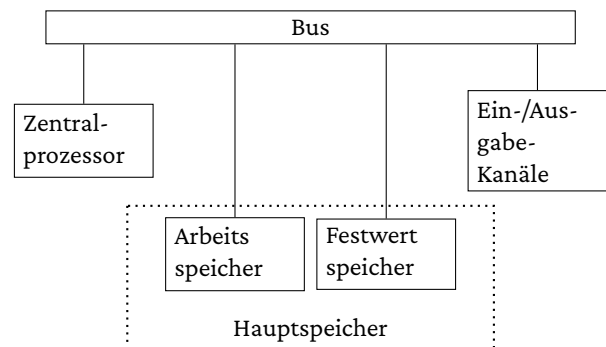 Bus
Zentral-
prozessor
Ein-/Aus-
gabe-
Kanäle
Arbeits
speicher
Festwert
speicher
Hauptspeicher